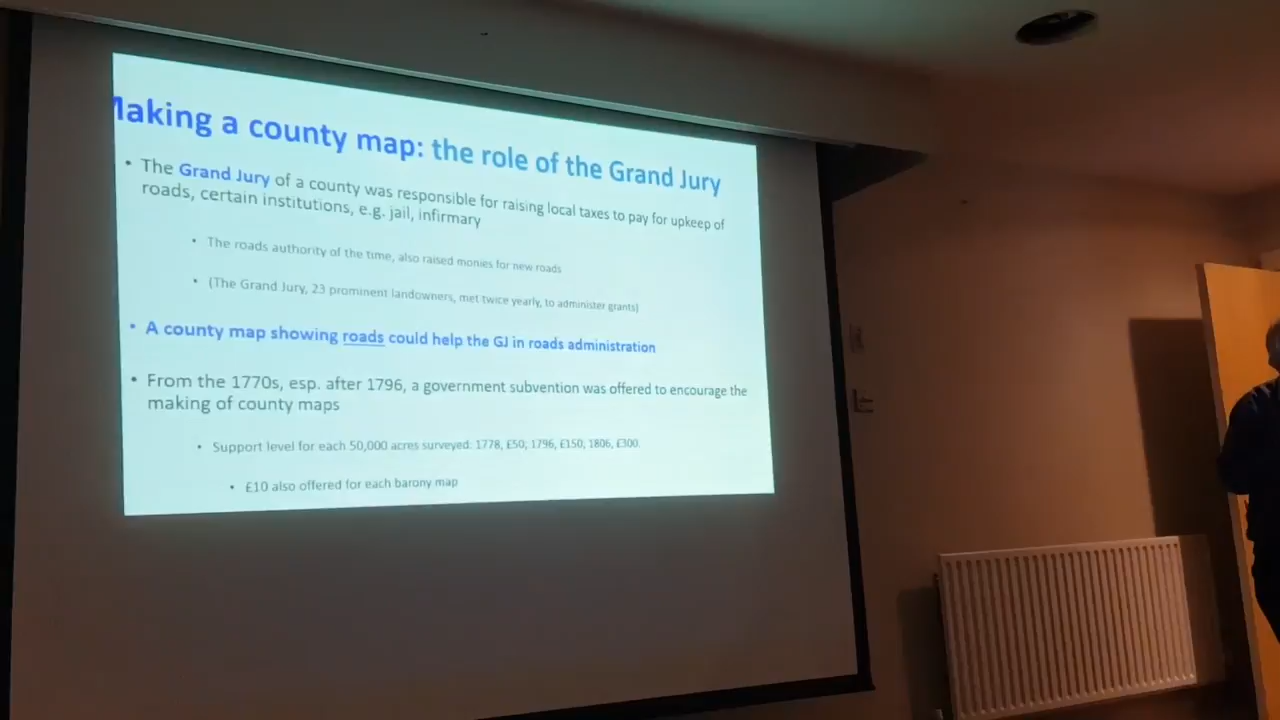 Making a county map: the role of the Grand Jury
• The Grand Jury of a county was responsible for raising local taxes to pay for upkeep of
roads, certain institutions, e.g. jail, infirmary
• The roads authority of the time, also raised monies for new roads
• (The Grand Jury, 23 prominent landowners, met twice yearly, to administer grants)
• A county map showing roads could help the GJ in roads administration
• From the 1770s, esp. after 1796, a government subvention was offered to encourage the
making of county maps
• Support level for each 50,000 acres surveyed: 1778, £50; 1796, £150; 1806, £300.
• £10 also offered for each barony map